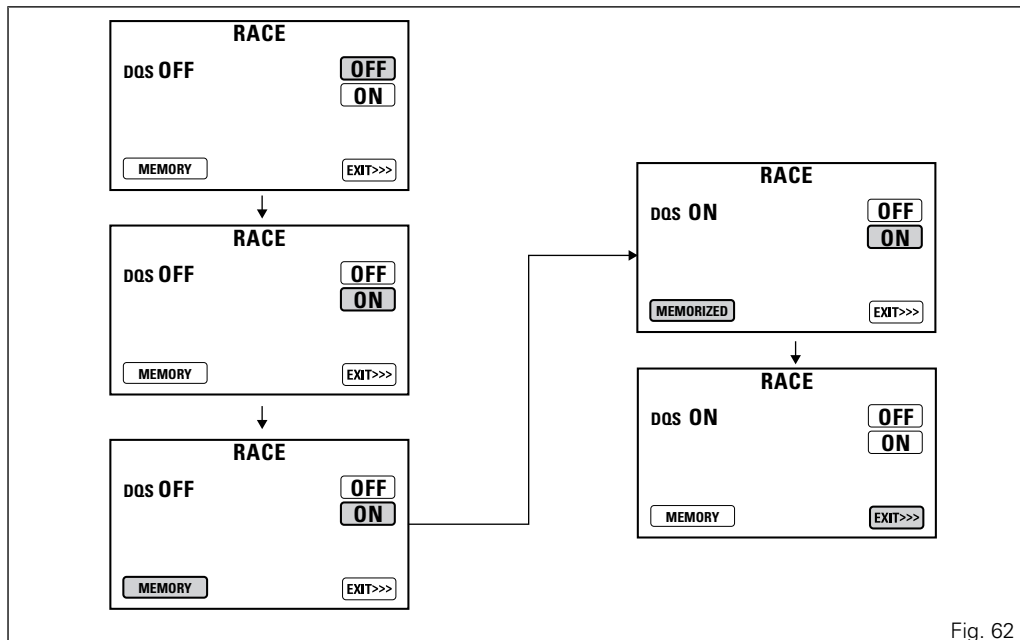 RACE
DQS OFF OFF
ON
MEMORY EXIT>>>
RACE
DQS OFF OFF
ON
MEMORY EXIT>>>
RACE
DQS OFF OFF
ON
MEMORY EXIT>>>
RACE
DQS ON OFF
ON
MEMORIZED EXIT>>>
RACE
DQS ON OFF
ON
MEMORY EXIT>>>
Fig. 62